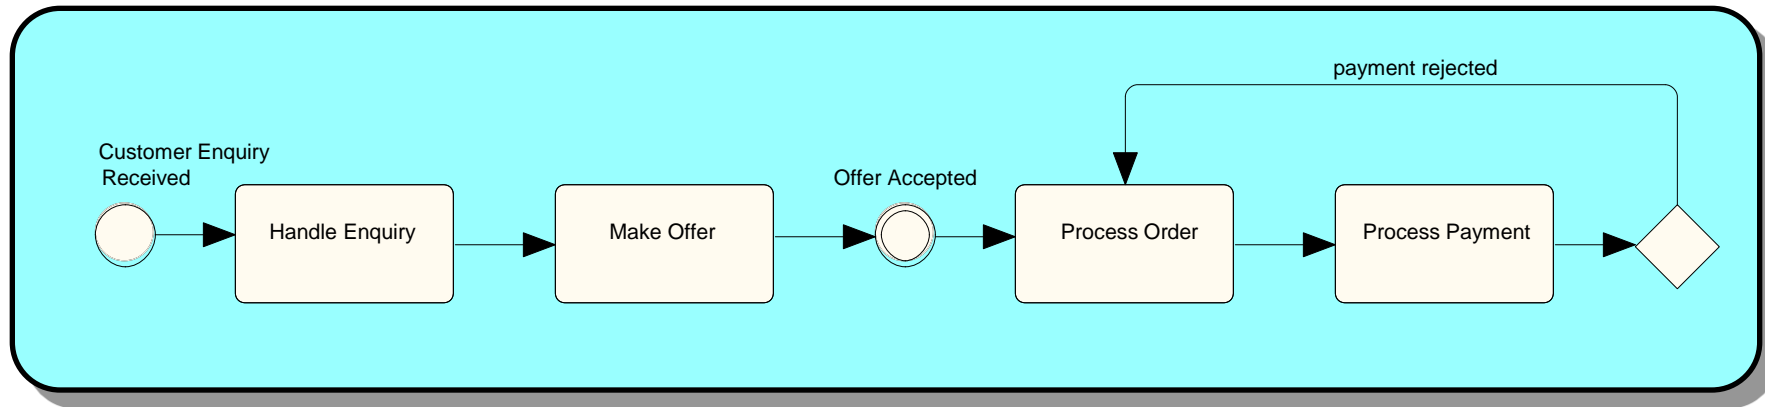 payment rejected
Customer Enquiry
Received
Offer Accepted
Handle Enquiry
Make Offer
Process Order
Process Payment